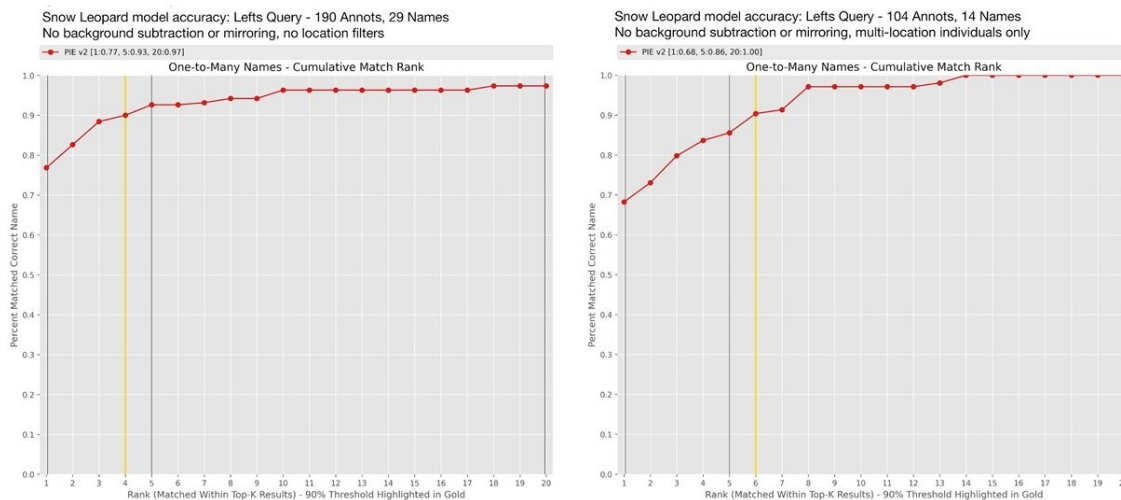 Snow Leopard model accuracy: Lefts Query - 190 Annots, 29 Names
No background subtraction or mirroring, no location filters
PIE v2 [1:0.77, 5:0.93, 20:0.97]
One-to-Many Names - Cumulative Match Rank
Percent Matched Correct Name
1.0
0.9
0.8
0.7
0.6
0.5
0.4
0.3
0.2
0.1
0.0
1 2 3 4 5 6 7 8 9 10 11 12 13 14 15 16 17 18 19 20
Rank (Matched Within Top-K Results) - 90% Threshold Highlighted in Gold
Snow Leopard model accuracy: Lefts Query - 104 Annots, 14 Names
No background subtraction or mirroring, multi-location individuals only
PIE v2 [1:0.68, 5:0.86, 20:1.00]
One-to-Many Names - Cumulative Match Rank
Percent Matched Correct Name
1.0
0.9
0.8
0.7
0.6
0.5
0.4
0.3
0.2
0.1
0.0
1 2 3 4 5 6 7 8 9 10 11 12 13 14 15 16 17 18 19
Rank (Matched Within Top-K Results) - 90% Threshold Highlighted in Gold